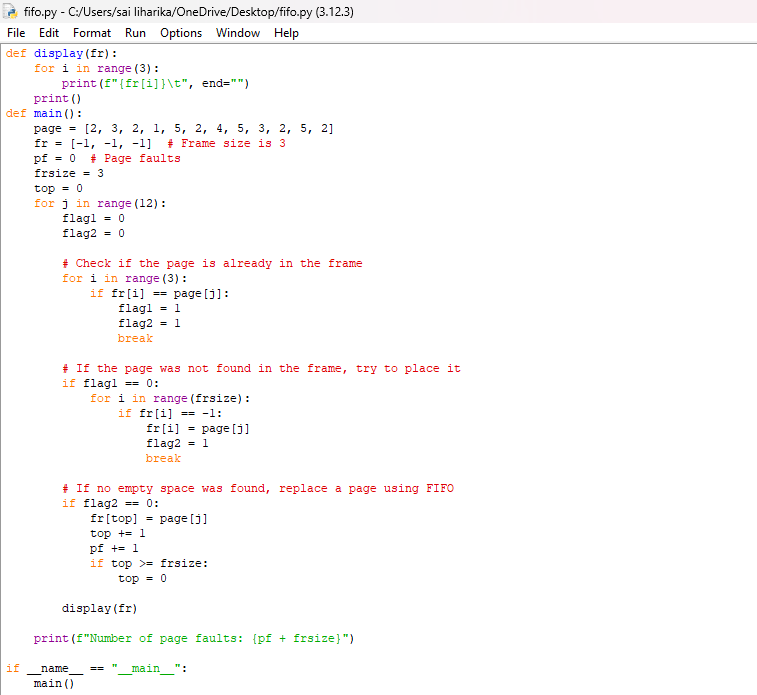 fifo.py - C:/Users/sai liharika/OneDrive/Desktop/fifo.py (3.12.3)
File Edit Format Run Options Window Help
def display(fr):
    for i in range(3):
        print(f"{fr[i]}\t", end="")
    print()
def main():
    page = [2, 3, 2, 1, 5, 2, 4, 5, 3, 2, 5, 2]
    fr = [-1, -1, -1]  # Frame size is 3
    pf = 0  # Page faults
    frsize = 3
    top = 0
    for j in range(12):
        flag1 = 0
        flag2 = 0

        # Check if the page is already in the frame
        for i in range(3):
            if fr[i] == page[j]:
                flag1 = 1
                flag2 = 1
                break

        # If the page was not found in the frame, try to place it
        if flag1 == 0:
            for i in range(frsize):
                if fr[i] == -1:
                    fr[i] = page[j]
                    flag2 = 1
                    break

        # If no empty space was found, replace a page using FIFO
        if flag2 == 0:
            fr[top] = page[j]
            top += 1
            pf += 1
            if top >= frsize:
                top = 0

        display(fr)

    print(f"Number of page faults: {pf + frsize}")

if __name__ == "__main__":
    main()